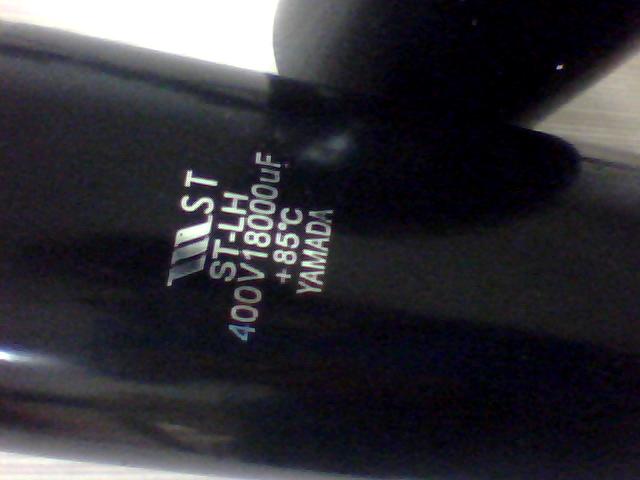 ST
ST-LH
400V18000uF
+85℃
YAMADA